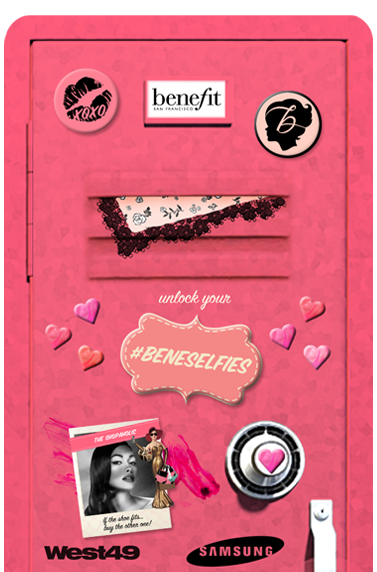 XOXO
benefit
SAN FRANCISCO
b
unlock your
#BENESELFIES
THE SHOPAHOLIC
If the shoe fits...
buy the other one!
West49
SAMSUNG